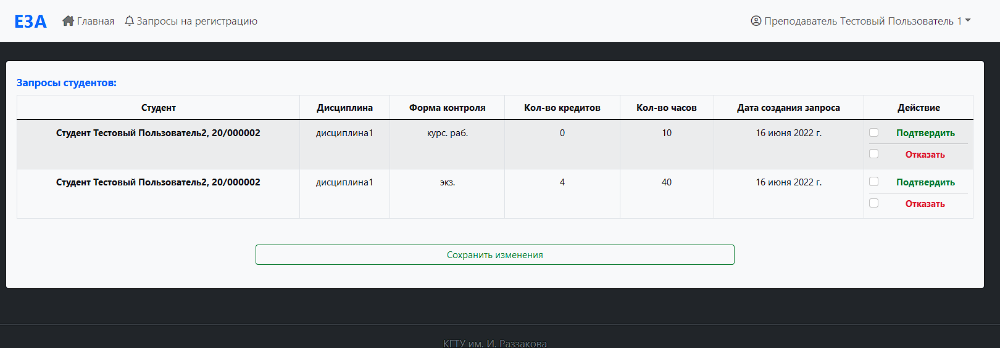 ЕЗА Главная Запросы на регистрацию Преподаватель Тестовый Пользователь 1
Запросы студентов:
Студент Дисциплина Форма контроля Кол-во кредитов Кол-во часов Дата создания запроса Действие
Студент Тестовый Пользователь2, 20/000002 дисциплина1 курс. раб. 0 10 16 июня 2022 г. Подтвердить
Отказать
Студент Тестовый Пользователь2, 20/000002 дисциплина1 экз. 4 40 16 июня 2022 г. Подтвердить
Отказать
Сохранить изменения
КГТУ им. И. Раззакова